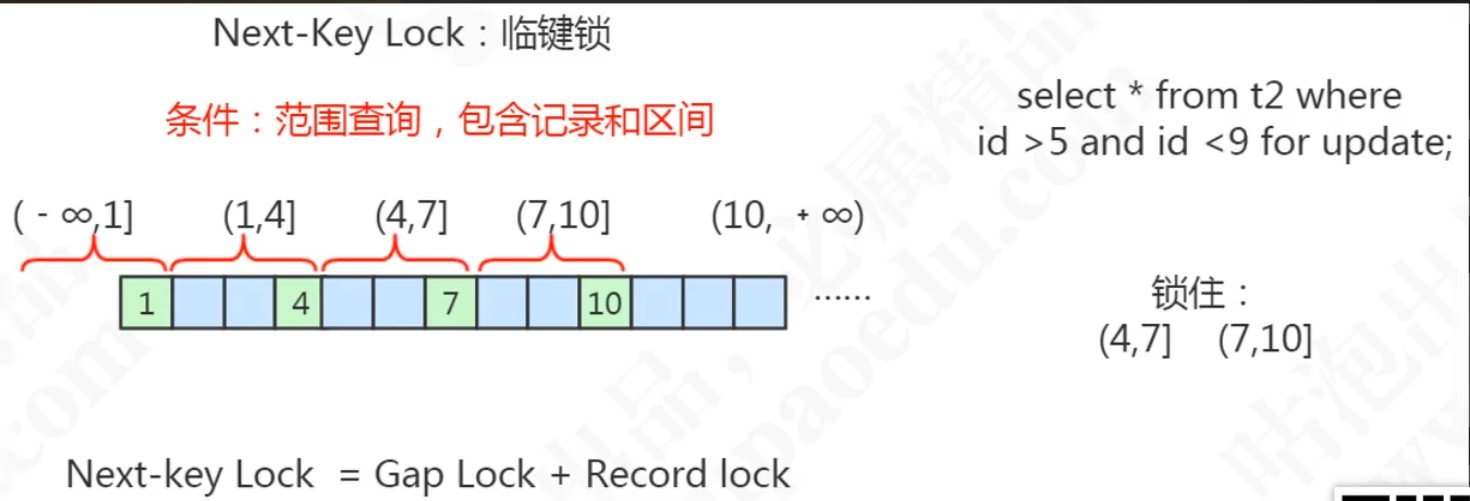 Next-Key Lock：临键锁
条件：范围查询，包含记录和区间
select * from t2 where
id >5 and id <9 for update;
( - ∞,1] (1,4] (4,7] (7,10] (10, + ∞)
1 4 7 10 ……
锁住：
(4,7] (7,10]
Next-key Lock = Gap Lock + Record lock